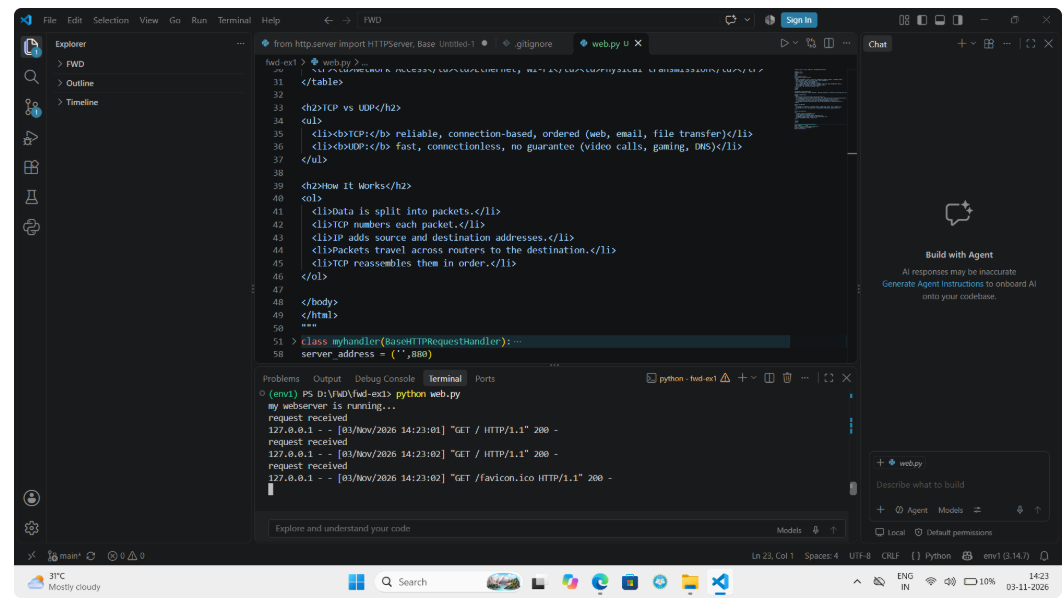 File Edit Selection View Go Run Terminal Help
FWD
Sign In
Explorer
FWD
Outline
Timeline
from http.server import HTTPServer, Base Untitled-1
.gitignore
web.py U
fwd-ex1 > web.py > ...
31 </table>
32
33 <h2>TCP vs UDP</h2>
34 <ul>
35 <li><b>TCP:</b> reliable, connection-based, ordered (web, email, file transfer)</li>
36 <li><b>UDP:</b> fast, connectionless, no guarantee (video calls, gaming, DNS)</li>
37 </ul>
38
39 <h2>How It Works</h2>
40 <ol>
41 <li>Data is split into packets.</li>
42 <li>TCP numbers each packet.</li>
43 <li>IP adds source and destination addresses.</li>
44 <li>Packets travel across routers to the destination.</li>
45 <li>TCP reassembles them in order.</li>
46 </ol>
47
48 </body>
49 </html>
50 """
51 class myhandler(BaseHTTPRequestHandler):
58 server_address = ('',880)
Problems Output Debug Console Terminal Ports
python - fwd-ex1
(env1) PS D:\FWD\fwd-ex1> python web.py
my webserver is running...
request received
127.0.0.1 - - [03/Nov/2026 14:23:01] "GET / HTTP/1.1" 200 -
request received
127.0.0.1 - - [03/Nov/2026 14:23:02] "GET / HTTP/1.1" 200 -
request received
127.0.0.1 - - [03/Nov/2026 14:23:02] "GET /favicon.ico HTTP/1.1" 200 -
Explore and understand your code
Models
Chat
Build with Agent
AI responses may be inaccurate
Generate Agent Instructions to onboard AI
onto your codebase.
web.py
Describe what to build
Agent Models
Local Default permissions
main* 0 0
Ln 23, Col 1 Spaces: 4 UTF-8 CRLF { } Python env1 (3.14.7)
31°C
Mostly cloudy
Search
ENG
IN
10%
14:23
03-11-2026